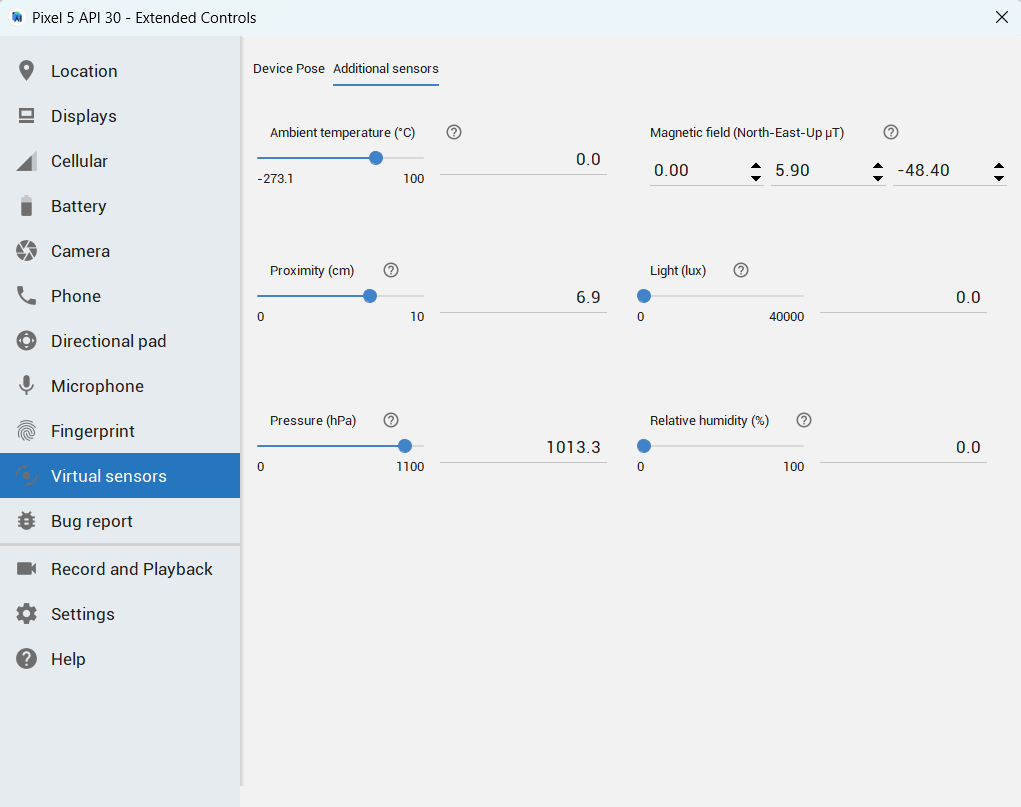 Pixel 5 API 30 - Extended Controls
Location
Displays
Cellular
Battery
Camera
Phone
Directional pad
Microphone
Fingerprint
Virtual sensors
Bug report
Record and Playback
Settings
Help
Device Pose Additional sensors
Ambient temperature (°C)
0.0
-273.1 100
Magnetic field (North-East-Up µT)
0.00 5.90 -48.40
Proximity (cm)
6.9
0 10
Light (lux)
0.0
0 40000
Pressure (hPa)
1013.3
0 1100
Relative humidity (%)
0.0
0 100